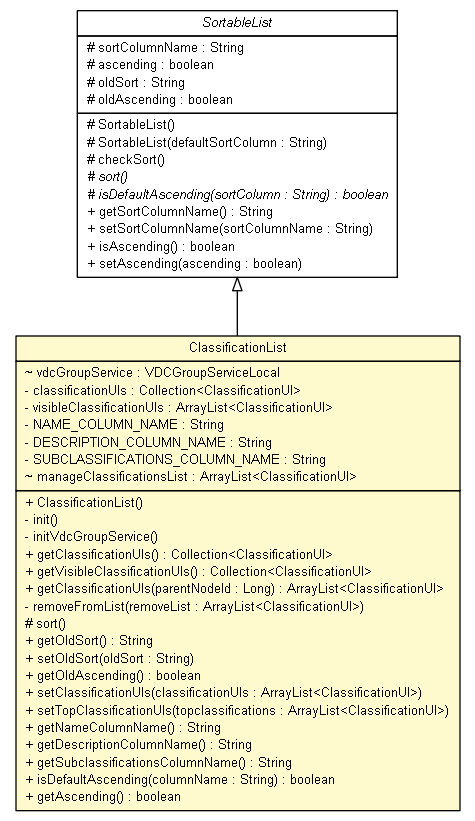 SortableList
# sortColumnName : String
# ascending : boolean
# oldSort : String
# oldAscending : boolean
# SortableList()
# SortableList(defaultSortColumn : String)
# checkSort()
# sort()
# isDefaultAscending(sortColumn : String) : boolean
+ getSortColumnName() : String
+ setSortColumnName(sortColumnName : String)
+ isAscending() : boolean
+ setAscending(ascending : boolean)
ClassificationList
~ vdcGroupService : VDCGroupServiceLocal
- classificationUIs : Collection<ClassificationUI>
- visibleClassificationUIs : ArrayList<ClassificationUI>
- NAME_COLUMN_NAME : String
- DESCRIPTION_COLUMN_NAME : String
- SUBCLASSIFICATIONS_COLUMN_NAME : String
~ manageClassificationsList : ArrayList<ClassificationUI>
+ ClassificationList()
- init()
- initVdcGroupService()
+ getClassificationUIs() : Collection<ClassificationUI>
+ getVisibleClassificationUIs() : Collection<ClassificationUI>
+ getClassificationUIs(parentNodeId : Long) : ArrayList<ClassificationUI>
- removeFromList(removeList : ArrayList<ClassificationUI>)
# sort()
+ getOldSort() : String
+ setOldSort(oldSort : String)
+ getOldAscending() : boolean
+ setClassificationUIs(classificationUIs : ArrayList<ClassificationUI>)
+ setTopClassificationUIs(topclassifications : ArrayList<ClassificationUI>)
+ getNameColumnName() : String
+ getDescriptionColumnName() : String
+ getSubclassificationsColumnName() : String
+ isDefaultAscending(columnName : String) : boolean
+ getAscending() : boolean